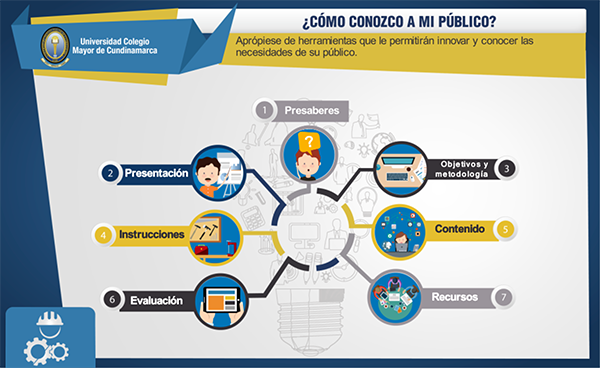 Universidad Colegio
Mayor de Cundinamarca
¿CÓMO CONOZCO A MI PÚBLICO?
Aprópiese de herramientas que le permitirán innovar y conocer las
necesidades de su público.
1 Presaberes
?
2 Presentación
Objetivos y
metodología 3
4 Instrucciones
Contenido 5
6 Evaluación
Recursos 7